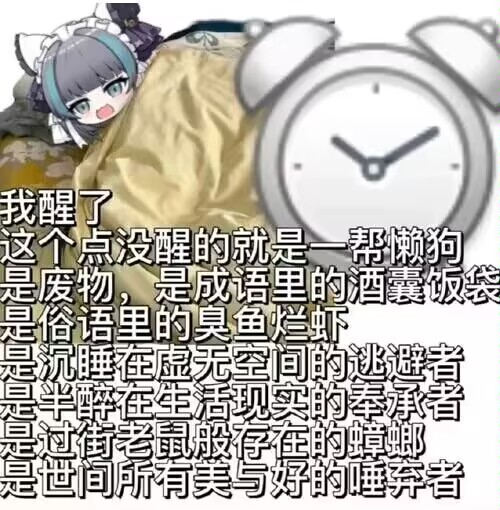 我醒了
这个点没醒的就是一帮懒狗
是废物，是成语里的酒囊饭袋
是俗语里的臭鱼烂虾
是沉睡在虚无空间的逃避者
是半醉在生活现实的奉承者
是过街老鼠般存在的蟑螂
是世间所有美与好的唾弃者